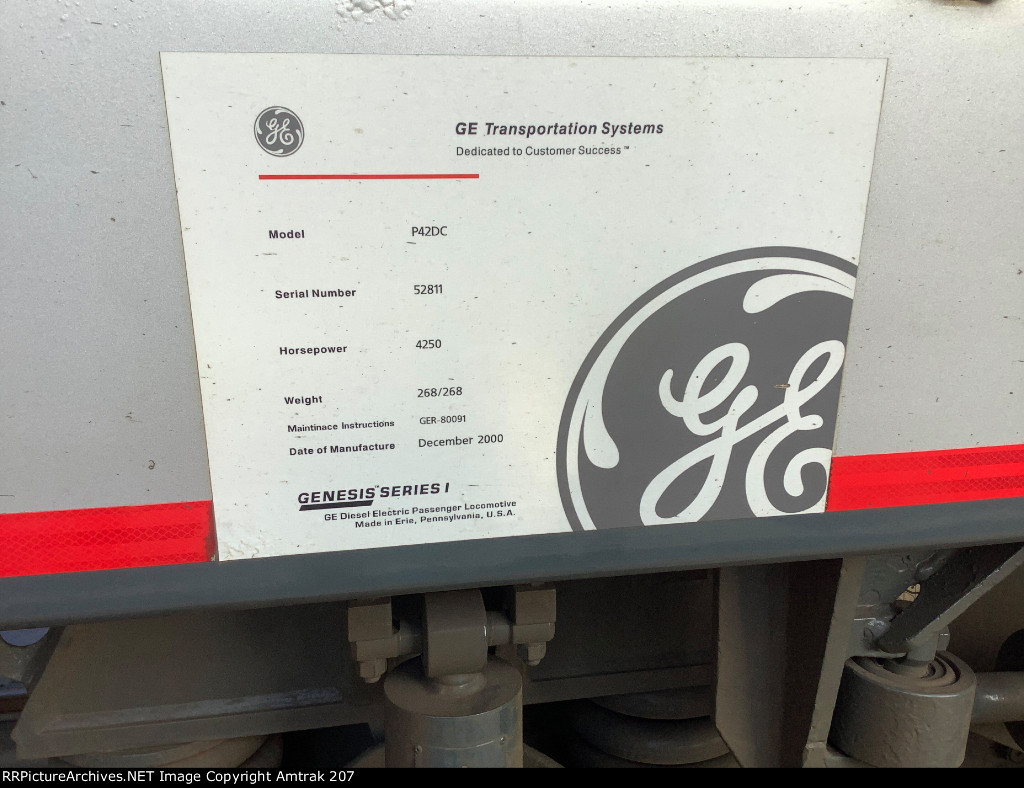 GE
GE Transportation Systems
Dedicated to Customer Success™
Model P42DC
Serial Number 52811
Horsepower 4250
Weight 268/268
Maintinace Instructions GER-80091
Date of Manufacture December 2000
GE
GENESIS™ SERIES I
GE Diesel Electric Passenger Locomotive
Made in Erie, Pennsylvania, U.S.A.
RRPictureArchives.NET Image Copyright Amtrak 207